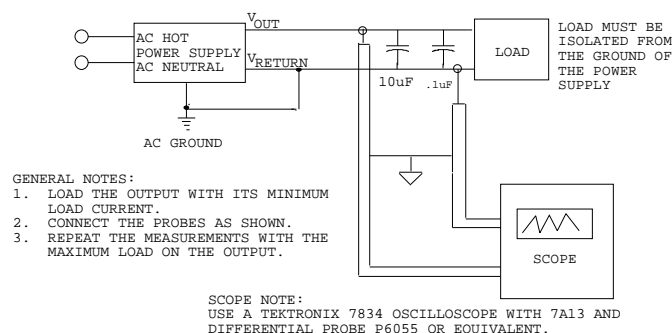 VOUT
AC HOT
POWER SUPPLY
AC NEUTRAL
VRETURN
LOAD
LOAD MUST BE
ISOLATED FROM
THE GROUND OF
THE POWER
SUPPLY
10uF
.1uF
AC GROUND
GENERAL NOTES:
1. LOAD THE OUTPUT WITH ITS MINIMUM
LOAD CURRENT.
2. CONNECT THE PROBES AS SHOWN.
3. REPEAT THE MEASUREMENTS WITH THE
MAXIMUM LOAD ON THE OUTPUT.
SCOPE
SCOPE NOTE:
USE A TEKTRONIX 7834 OSCILLOSCOPE WITH 7A13 AND
DIFFERENTIAL PROBE P6055 OR EQUIVALENT.